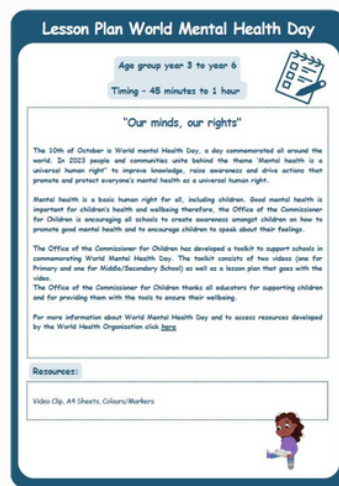 Lesson Plan World Mental Health Day
Age group year 3 to year 6
Timing – 45 minutes to 1 hour
"Our minds, our rights"
The 10th of October is World mental Health Day, a day commemorated all around the
world. In 2023 people and communities unite behind the theme 'Mental health is a
universal human right" to improve knowledge, raise awareness and drive actions that
promote and protect everyone's mental health as a universal human right.
Mental health is a basic human right for all, including children. Good mental health is
important for children's health and wellbeing therefore, the Office of the Commissioner
for Children is encouraging all schools to create awareness amongst children on how to
promote good mental health and to encourage children to speak about their feelings.
The Office of the Commissioner for Children has developed a toolkit to support schools in
commemorating World Mental Health Day. The toolkit consists of two videos (one for
Primary and one for Middle/Secondary School) as well as a lesson plan that goes with the
video.
The Office of the Commissioner for Children thanks all educators for supporting children
and for providing them with the tools to ensure their wellbeing.
For more information about World Mental Health Day and to access resources developed
by the World Health Organization click here
Resources:
Video Clip, A4 Sheets, Colours/Markers